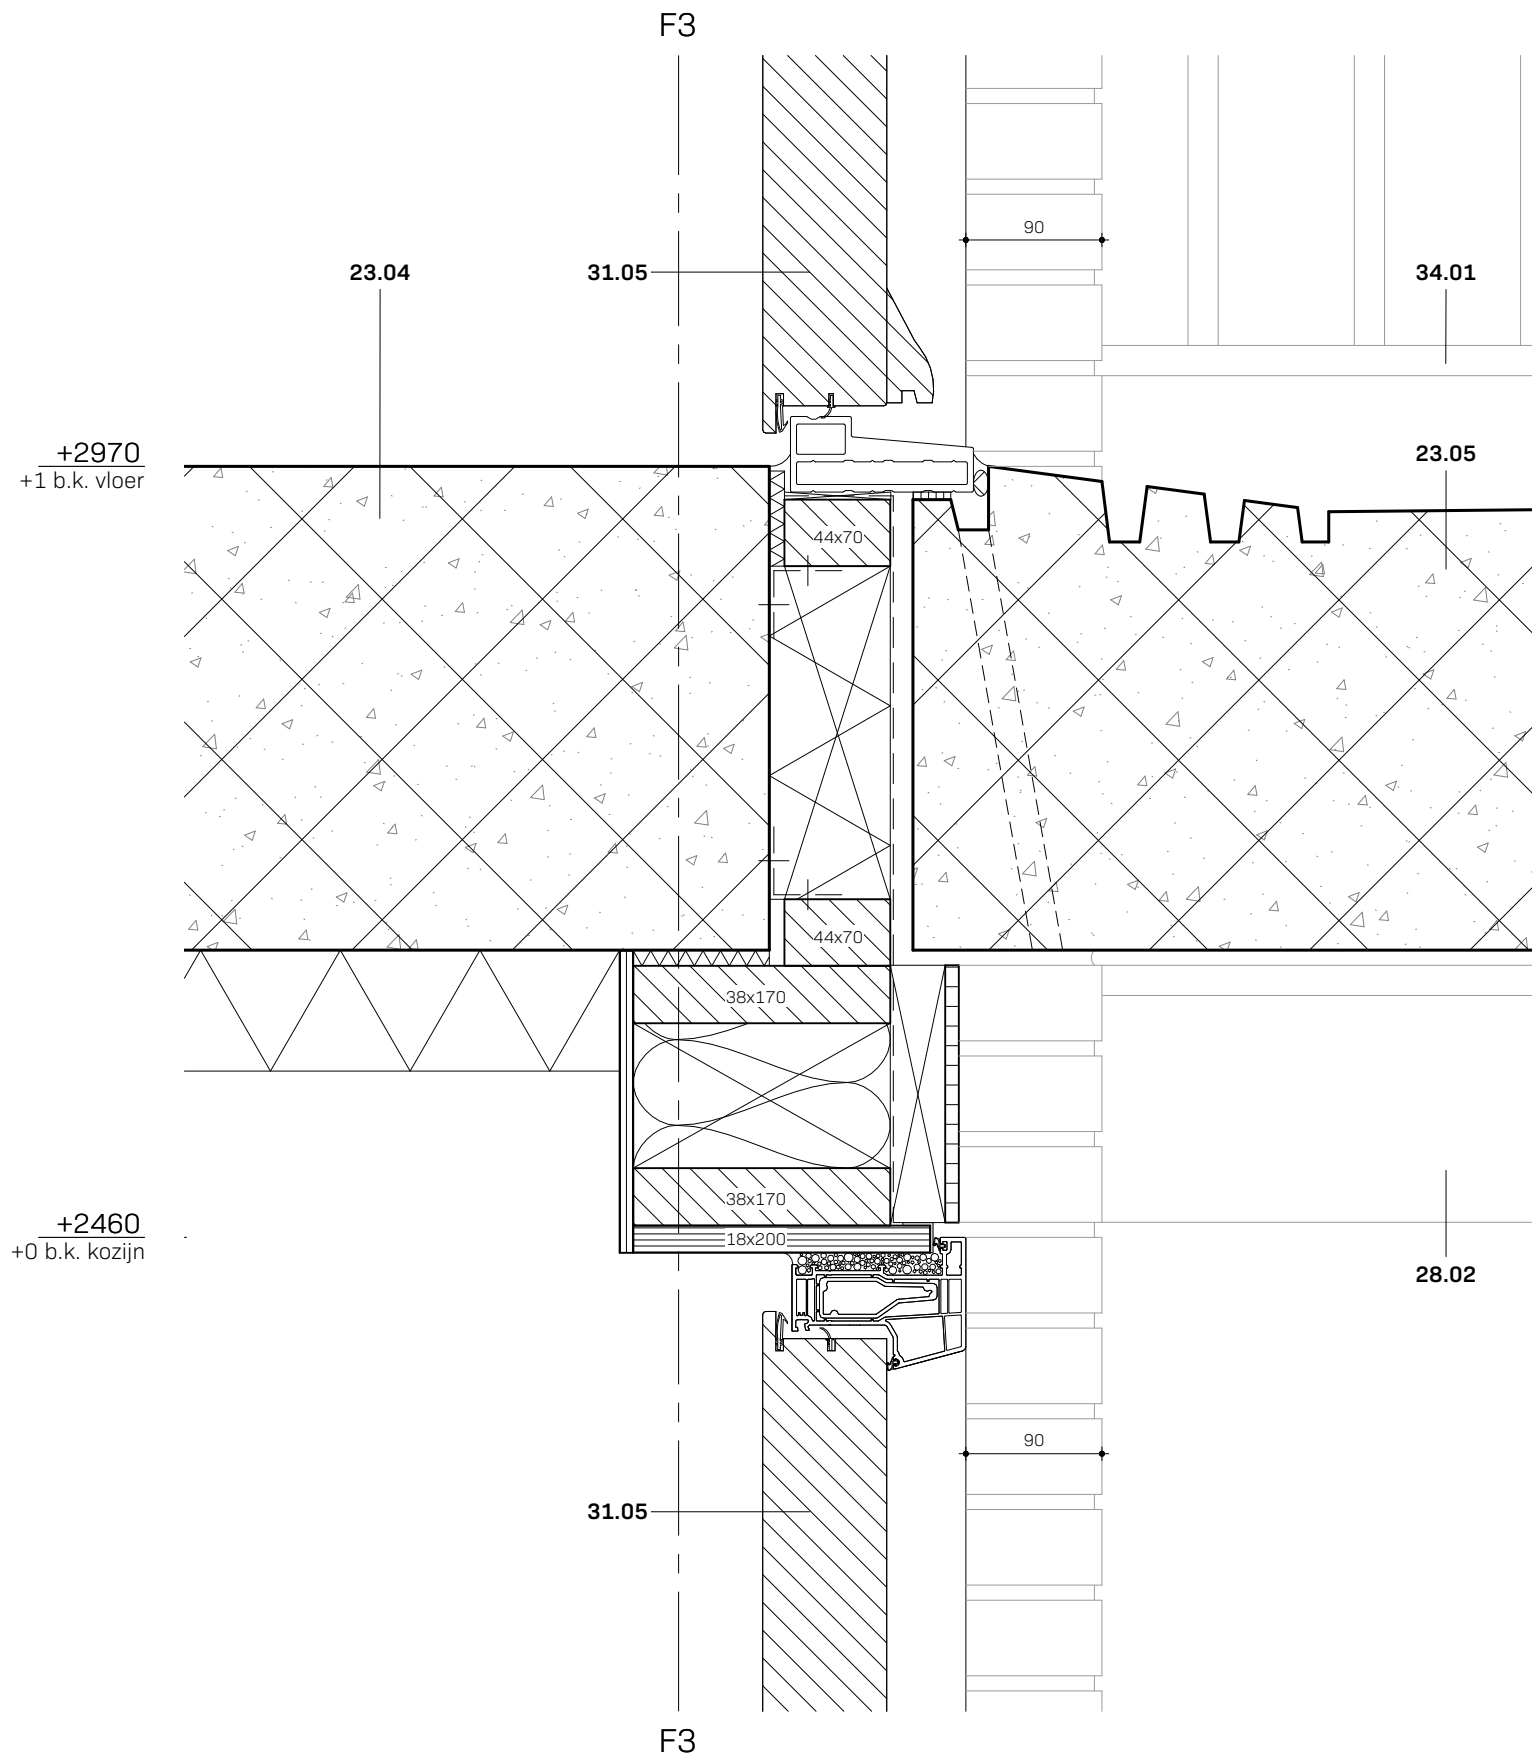 F3
90
23.04
31.05
34.01
+2970
+1 b.k. vloer
23.05
44x70
44x70
38x170
38x170
+2460
+0 b.k. kozijn
18x200
28.02
90
31.05
F3